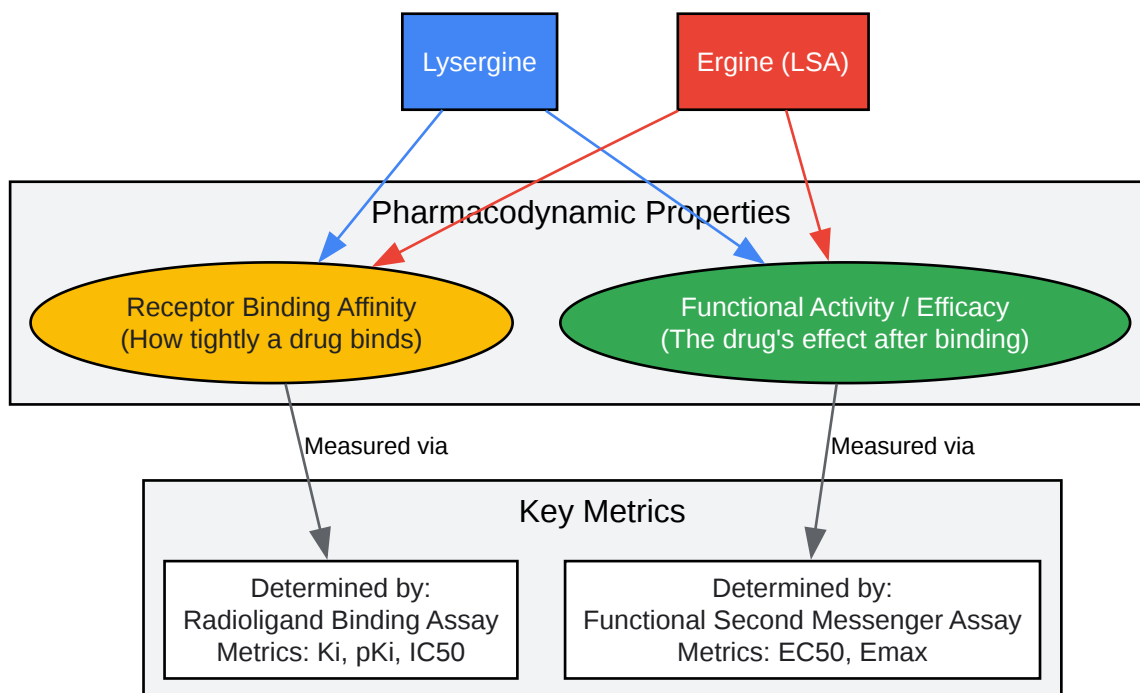 Lysergine
Ergine (LSA)
Pharmacodynamic Properties
Receptor Binding Affinity
(How tightly a drug binds)
Functional Activity / Efficacy
(The drug's effect after binding)
Measured via
Measured via
Key Metrics
Determined by:
Radioligand Binding Assay
Metrics: Ki, pKi, IC50
Determined by:
Functional Second Messenger Assay
Metrics: EC50, Emax